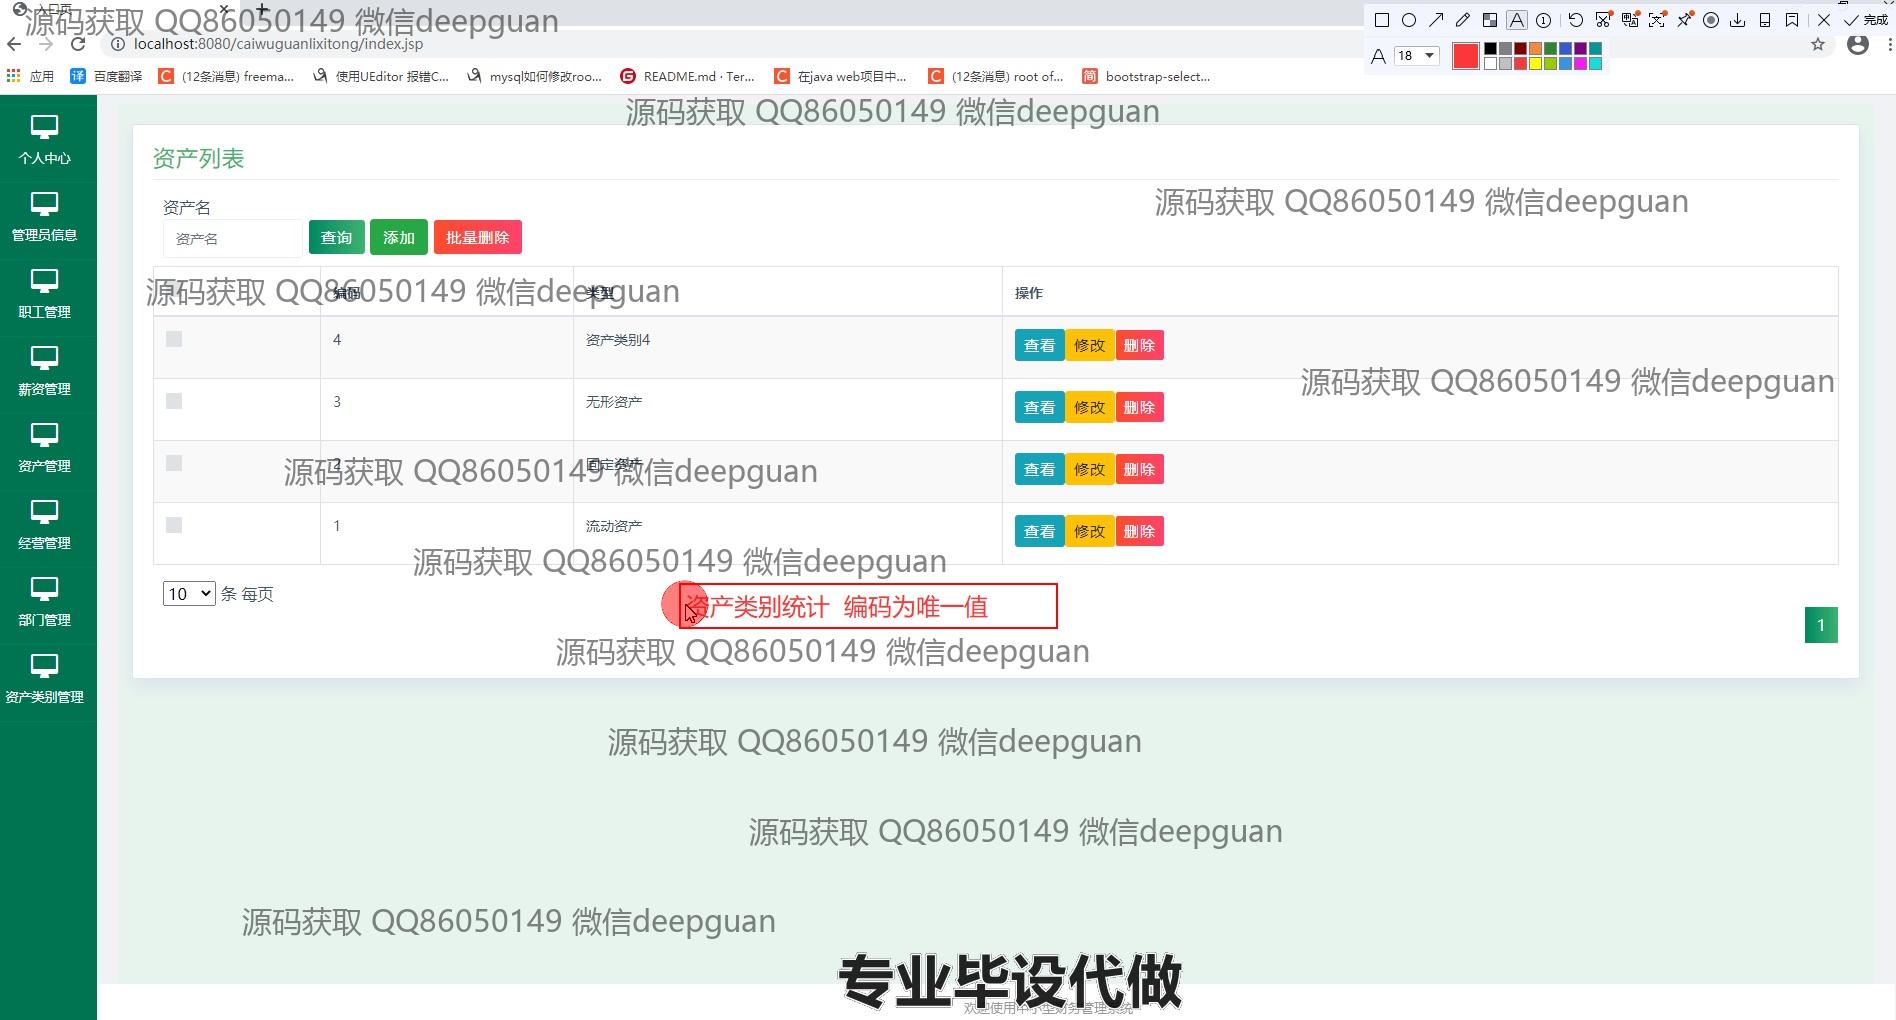 入口页
源码获取 QQ86050149 微信deepguan
完成
localhost:8080/caiwuguanlixitong/index.jsp
A 18
应用 百度翻译 (12条消息) freema... 使用UEditor 报错C... mysql如何修改roo... README.md · Ter... 在java web项目中... (12条消息) root of... bootstrap-select...
源码获取 QQ86050149 微信deepguan
个人中心
管理员信息
职工管理
薪资管理
资产管理
经营管理
部门管理
资产类别管理
资产列表
源码获取 QQ86050149 微信deepguan
资产名
资产名 查询 添加 批量删除
源码获取 QQ86050149 微信deepguan
编码 类型 操作
4 资产类别4 查看 修改 删除
源码获取 QQ86050149 微信deepguan
3 无形资产 查看 修改 删除
2 固定资产 查看 修改 删除
源码获取 QQ86050149 微信deepguan
1 流动资产 查看 修改 删除
源码获取 QQ86050149 微信deepguan
10 条 每页
资产类别统计 编码为唯一值
1
源码获取 QQ86050149 微信deepguan
源码获取 QQ86050149 微信deepguan
源码获取 QQ86050149 微信deepguan
源码获取 QQ86050149 微信deepguan
专业毕设代做
欢迎使用中小型财务管理系统